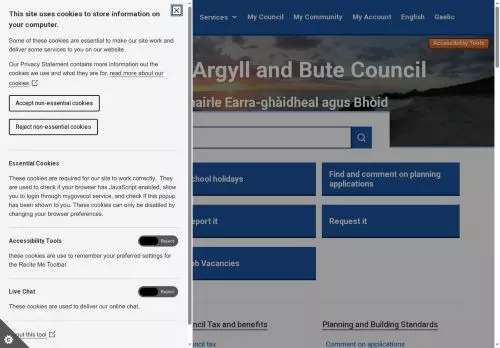 This site uses cookies to store information on
your computer.
Some of these cookies are essential to make our site work and
deliver some services to you on our website.
Our Privacy Statement contains more information out the
cookies we use and what they are for. read more about our
cookies
Accept non-essential cookies
Reject non-essential cookies
Essential Cookies
These cookies are required for our site to work correctly. They
are used to check if your browser has JavaScript enabled, allow
you to login through mygovscot service, and check if this popup
has been shown to you. These cookies can only be disabled by
changing your browser preferences.
Accessibility Tools
Reject
these cookies are use to remember your preferred settings for
the Recite Me Toolbar.
Live Chat
Reject
These cookies are used to deliver our online chat.
About this tool
Services
My Council
My Community
My Account
English
Gaelic
Accessibility Tools
Argyll and Bute Council
hairle Earra-ghàidheal agus Bhòid
chool holidays
Find and comment on planning
applications
eport it
Request it
ob Vacancies
ncil Tax and benefits
Planning and Building Standards
ncil tax
Comment on applications